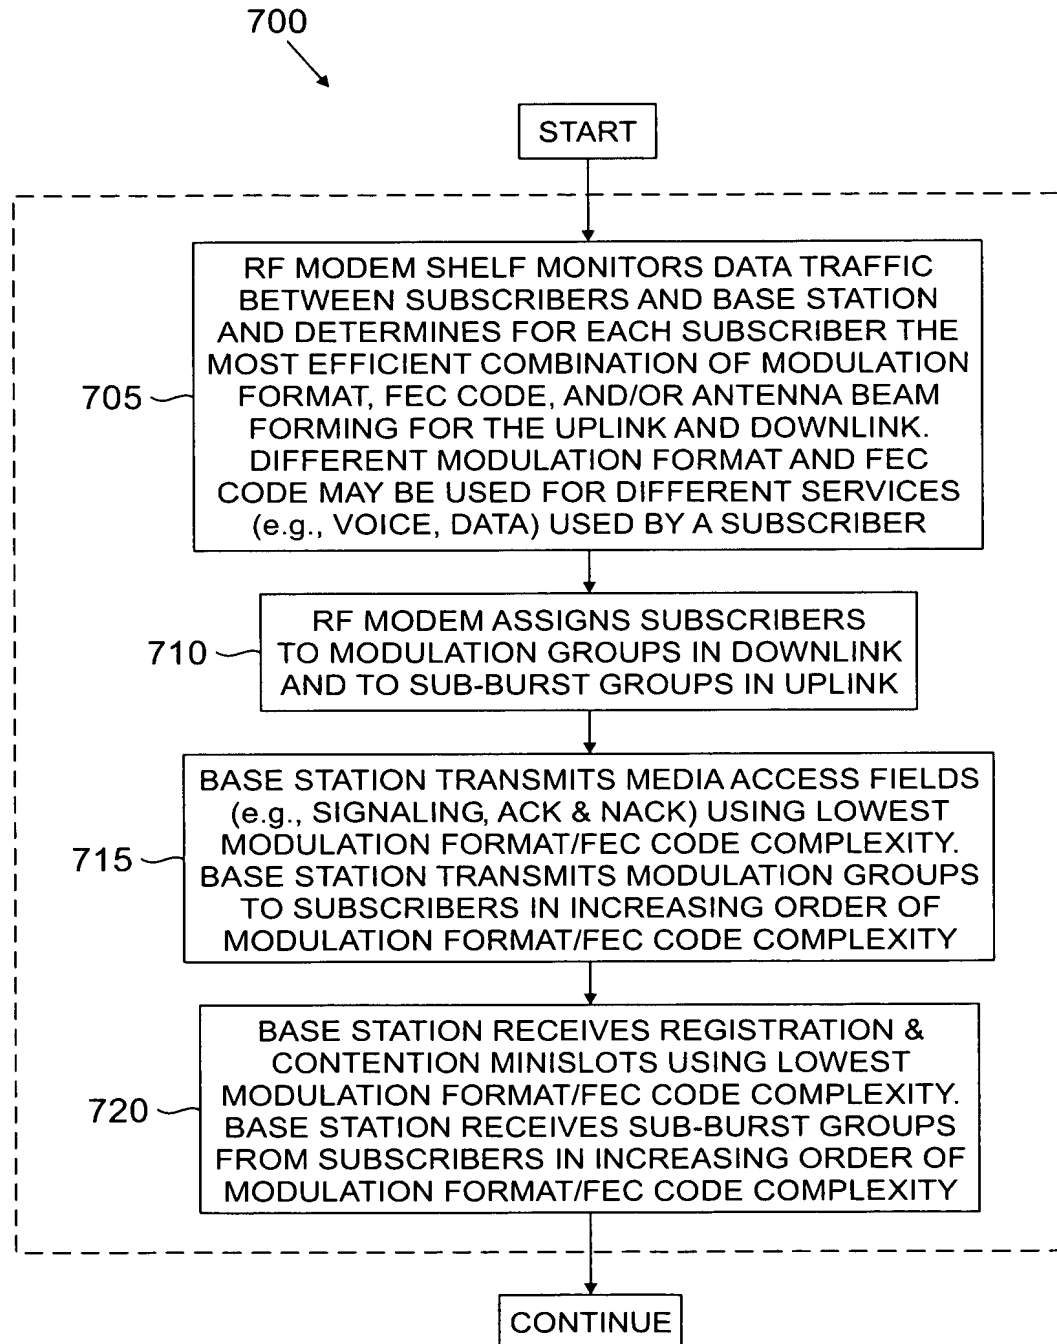 700
START
705
RF MODEM SHELF MONITORS DATA TRAFFIC
BETWEEN SUBSCRIBERS AND BASE STATION
AND DETERMINES FOR EACH SUBSCRIBER THE
MOST EFFICIENT COMBINATION OF MODULATION
FORMAT, FEC CODE, AND/OR ANTENNA BEAM
FORMING FOR THE UPLINK AND DOWNLINK.
DIFFERENT MODULATION FORMAT AND FEC
CODE MAY BE USED FOR DIFFERENT SERVICES
(e.g., VOICE, DATA) USED BY A SUBSCRIBER
710
RF MODEM ASSIGNS SUBSCRIBERS
TO MODULATION GROUPS IN DOWNLINK
AND TO SUB-BURST GROUPS IN UPLINK
715
BASE STATION TRANSMITS MEDIA ACCESS FIELDS
(e.g., SIGNALING, ACK & NACK) USING LOWEST
MODULATION FORMAT/FEC CODE COMPLEXITY.
BASE STATION TRANSMITS MODULATION GROUPS
TO SUBSCRIBERS IN INCREASING ORDER OF
MODULATION FORMAT/FEC CODE COMPLEXITY
720
BASE STATION RECEIVES REGISTRATION &
CONTENTION MINISLOTS USING LOWEST
MODULATION FORMAT/FEC CODE COMPLEXITY.
BASE STATION RECEIVES SUB-BURST GROUPS
FROM SUBSCRIBERS IN INCREASING ORDER OF
MODULATION FORMAT/FEC CODE COMPLEXITY
CONTINUE